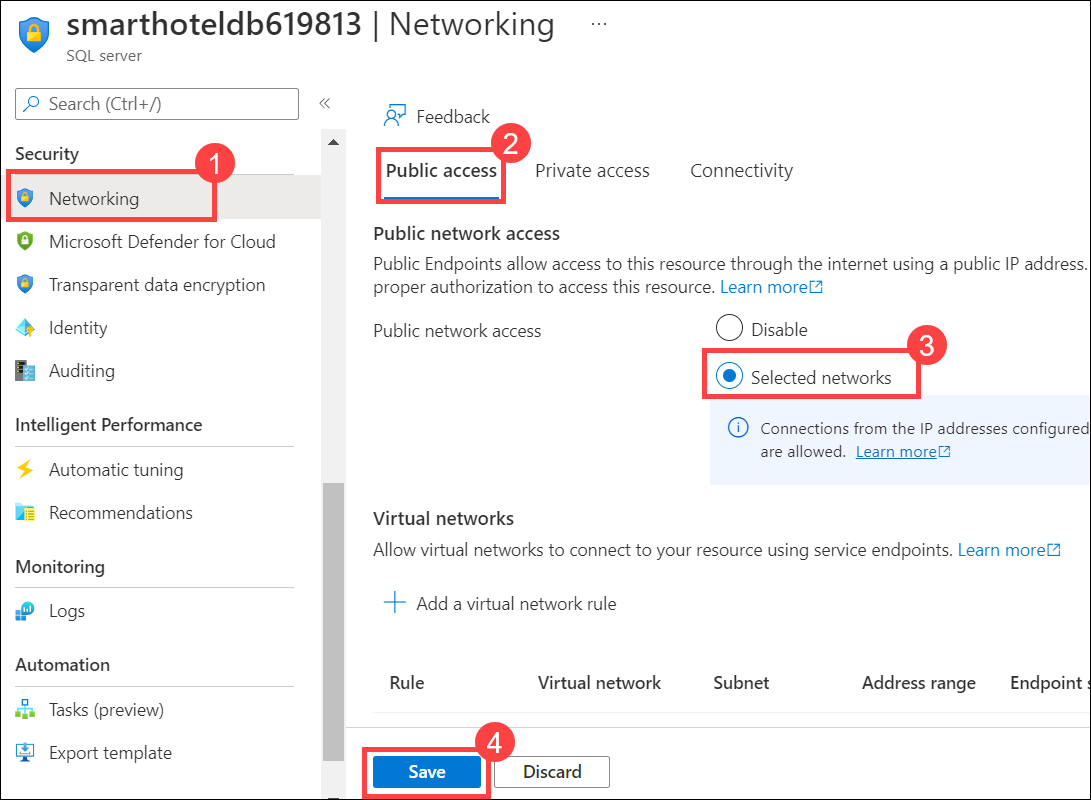 smarthoteldb619813 | Networking ...
SQL server
Search (Ctrl+/)
«
Security
1
Networking
Microsoft Defender for Cloud
Transparent data encryption
Identity
Auditing
Intelligent Performance
Automatic tuning
Recommendations
Monitoring
Logs
Automation
Tasks (preview)
Export template
Feedback
2
Public access Private access Connectivity
Public network access
Public Endpoints allow access to this resource through the internet using a public IP address.
proper authorization to access this resource. Learn more
Public network access
Disable
3
Selected networks
Connections from the IP addresses configured
are allowed. Learn more
Virtual networks
Allow virtual networks to connect to your resource using service endpoints. Learn more
Add a virtual network rule
Rule Virtual network Subnet Address range Endpoint s
4
Save Discard